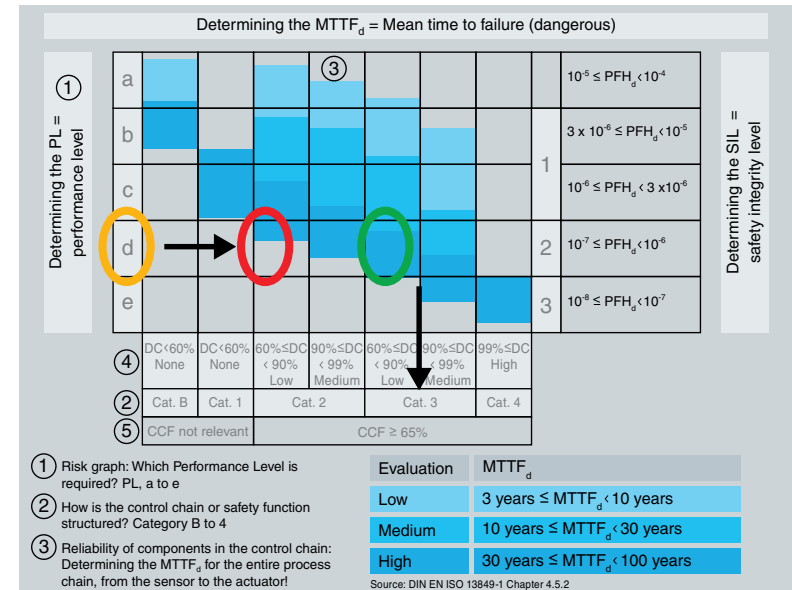 Determining the MTTFd = Mean time to failure (dangerous)
1
Determining the PL =
performance level
3
a
b
c
d
e
1
2
3
10-5 ≤ PFHd‹10-4
3 x 10-6 ≤ PFHd‹10-5
10-6 ≤ PFHd ‹ 3 x10-6
10-7 ≤ PFHd‹10-6
10-8 ≤ PFHd‹10-7
Determining the SIL =
safety integrity level
4
DC‹60%
None
DC‹60%
None
60%≤DC
‹ 90%
Low
90%≤DC
‹ 99%
Medium
60%≤DC
‹ 90%
Low
90%≤DC
‹ 99%
Medium
99%≤DC
High
2
Cat. B
Cat. 1
Cat. 2
Cat. 3
Cat. 4
5
CCF not relevant
CCF ≥ 65%
1 Risk graph: Which Performance Level is
required? PL, a to e
2 How is the control chain or safety function
structured? Category B to 4
3 Reliability of components in the control chain:
Determining the MTTFd for the entire process
chain, from the sensor to the actuator!
Evaluation MTTFd
Low 3 years ≤ MTTFd‹10 years
Medium 10 years ≤ MTTFd‹30 years
High 30 years ≤ MTTFd‹100 years
Source: DIN EN ISO 13849-1 Chapter 4.5.2